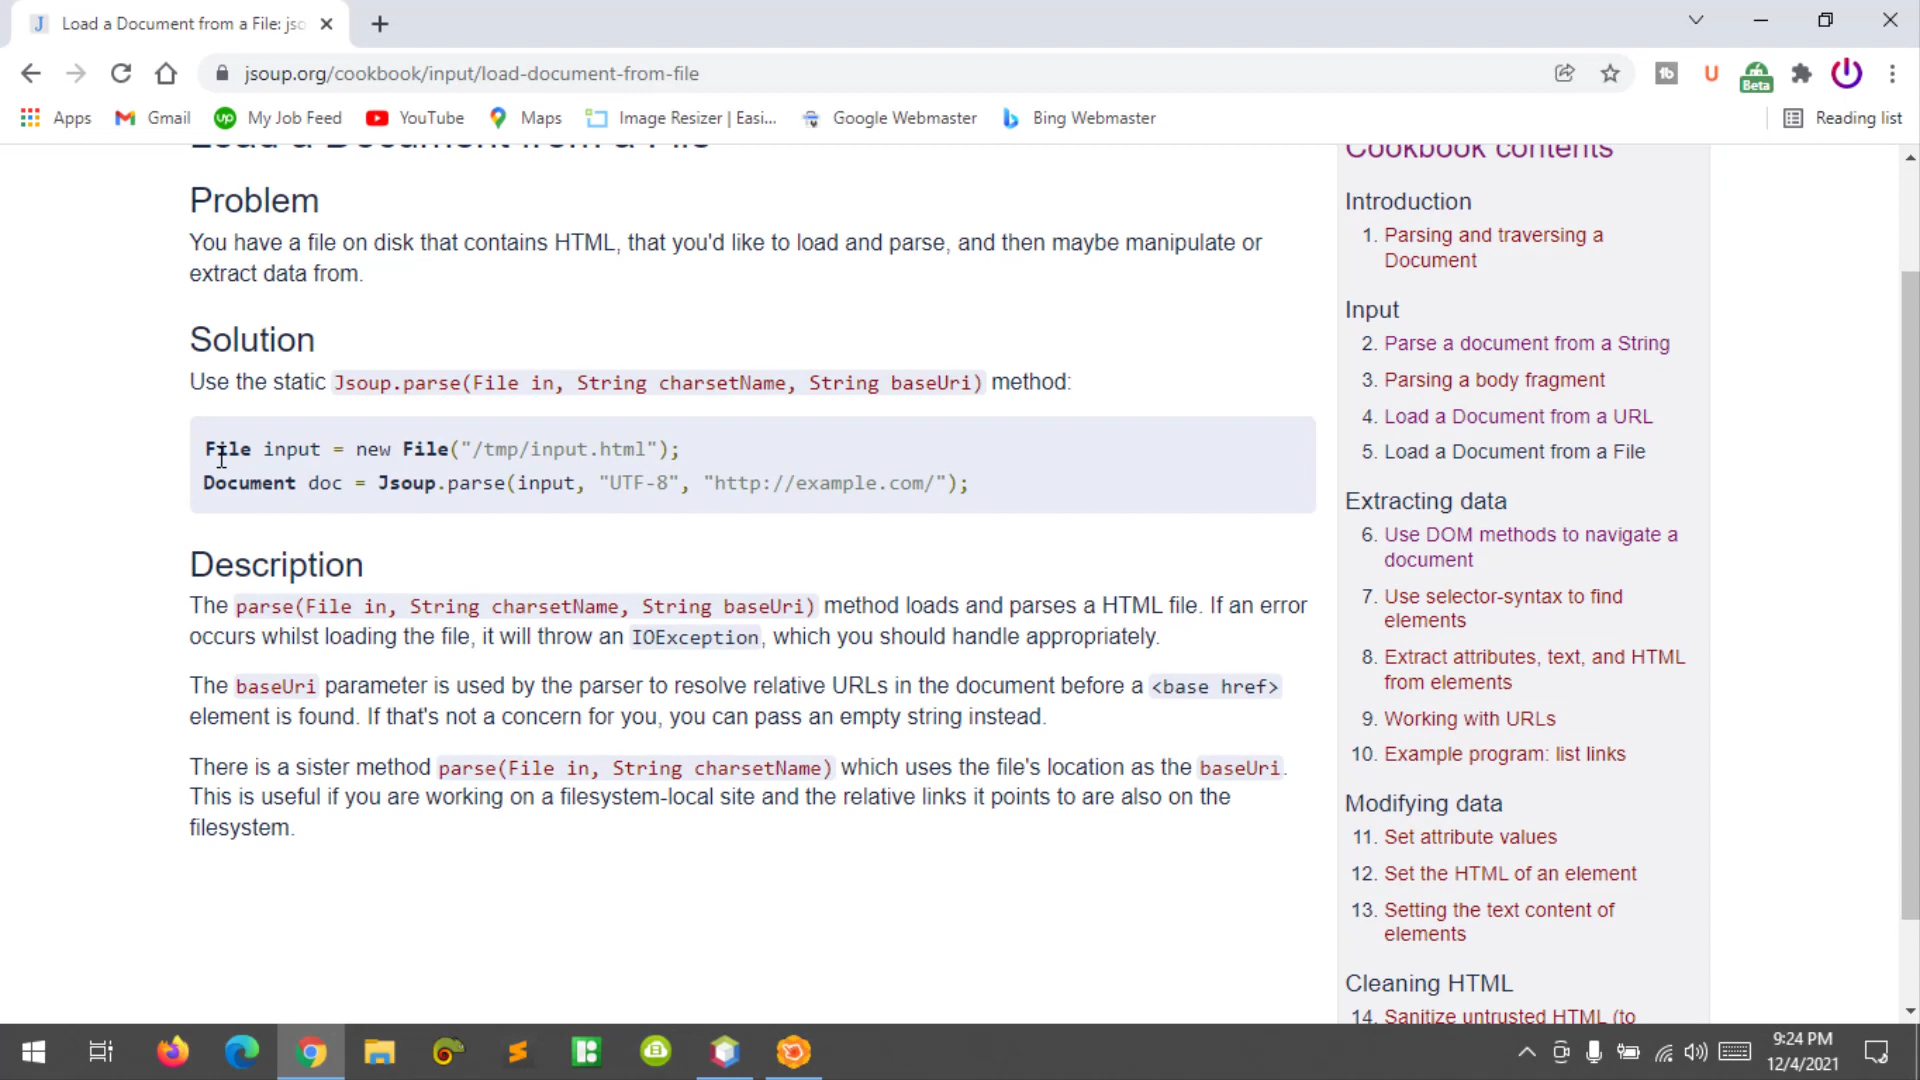 Load a Document from a File: jso
jsoup.org/cookbook/input/load-document-from-file
Beta
Apps
Gmail
My Job Feed
YouTube
Maps
Image Resizer | Easi...
Google Webmaster
Bing Webmaster
Reading list
Load a Document from a File
Problem
You have a file on disk that contains HTML, that you'd like to load and parse, and then maybe manipulate or
extract data from.
Solution
Use the static Jsoup.parse(File in, String charsetName, String baseUri) method:
File input = new File("/tmp/input.html");
Document doc = Jsoup.parse(input, "UTF-8", "http://example.com/");
Description
The parse(File in, String charsetName, String baseUri) method loads and parses a HTML file. If an error
occurs whilst loading the file, it will throw an IOException, which you should handle appropriately.
The baseUri parameter is used by the parser to resolve relative URLs in the document before a <base href>
element is found. If that's not a concern for you, you can pass an empty string instead.
There is a sister method parse(File in, String charsetName) which uses the file's location as the baseUri.
This is useful if you are working on a filesystem-local site and the relative links it points to are also on the
filesystem.
Cookbook contents
Introduction
1. Parsing and traversing a
Document
Input
2. Parse a document from a String
3. Parsing a body fragment
4. Load a Document from a URL
5. Load a Document from a File
Extracting data
6. Use DOM methods to navigate a
document
7. Use selector-syntax to find
elements
8. Extract attributes, text, and HTML
from elements
9. Working with URLs
10. Example program: list links
Modifying data
11. Set attribute values
12. Set the HTML of an element
13. Setting the text content of
elements
Cleaning HTML
14. Sanitize untrusted HTML (to
9:24 PM
12/4/2021